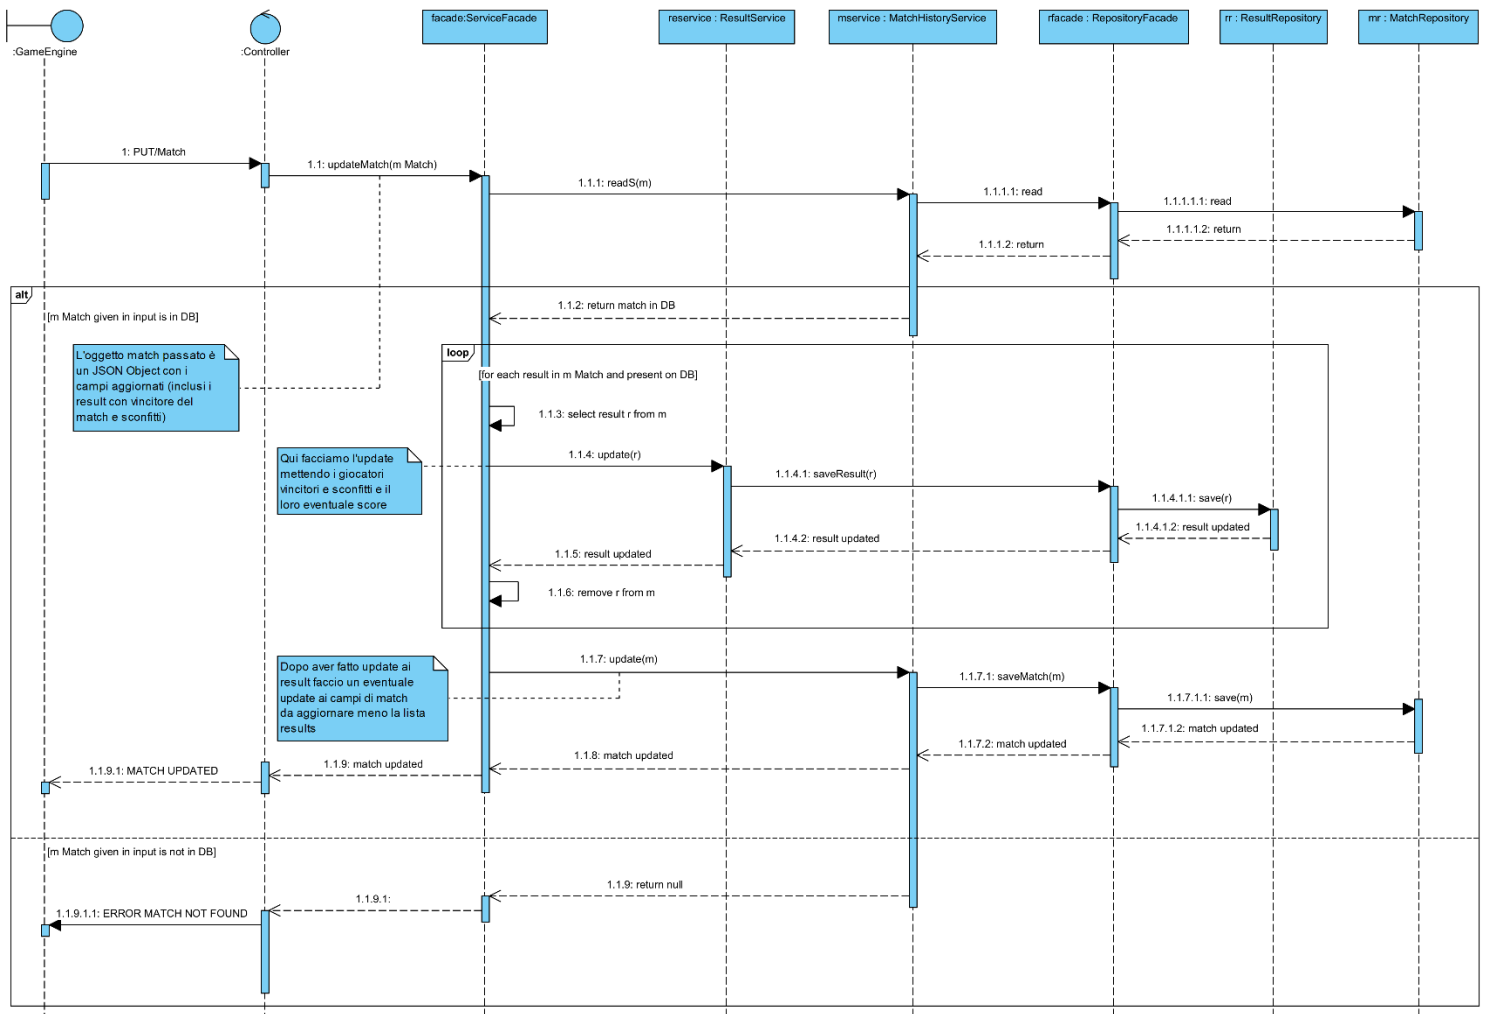 :GameEngine
:Controller
facade:ServiceFacade
reservice : ResultService
mservice : MatchHistoryService
rfacade : RepositoryFacade
rr : ResultRepository
mr : MatchRepository
1: PUT/Match
1.1: updateMatch(m Match)
1.1.1: readS(m)
1.1.1.1: read
1.1.1.1.1: read
1.1.1.1.2: return
1.1.1.2: return
alt
[m Match given in input is in DB]
1.1.2: return match in DB
L'oggetto match passato è
un JSON Object con i
campi aggiornati (inclusi i
result con vincitore del
match e sconfitti)
loop
[for each result in m Match and present on DB]
1.1.3: select result r from m
Qui facciamo l'update
mettendo i giocatori
vincitori e sconfitti e il
loro eventuale score
1.1.4: update(r)
1.1.4.1: saveResult(r)
1.1.4.1.1: save(r)
1.1.4.1.2: result updated
1.1.4.2: result updated
1.1.5: result updated
1.1.6: remove r from m
Dopo aver fatto update ai
result faccio un eventuale
update ai campi di match
da aggiornare meno la lista
results
1.1.7: update(m)
1.1.7.1: saveMatch(m)
1.1.7.1.1: save(m)
1.1.7.1.2: match updated
1.1.7.2: match updated
1.1.8: match updated
1.1.9: match updated
1.1.9.1: MATCH UPDATED
[m Match given in input is not in DB]
1.1.9: return null
1.1.9.1:
1.1.9.1.1: ERROR MATCH NOT FOUND